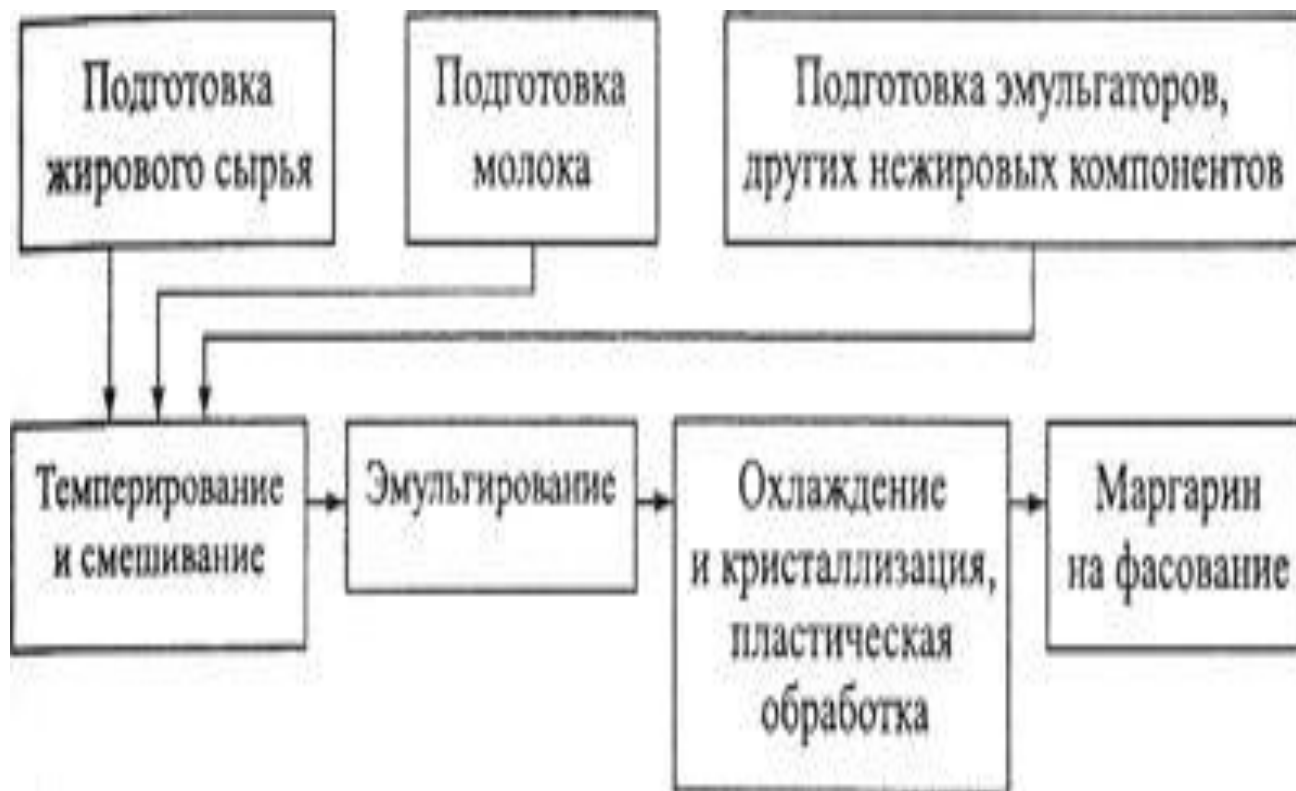 Подготовка
жирового сырья
Подготовка
молока
Подготовка эмульгаторов,
других нежировых компонентов
Темперирование
и смешивание
Эмульгирование
Охлаждение
и кристаллизация,
пластическая
обработка
Маргарин
на фасование